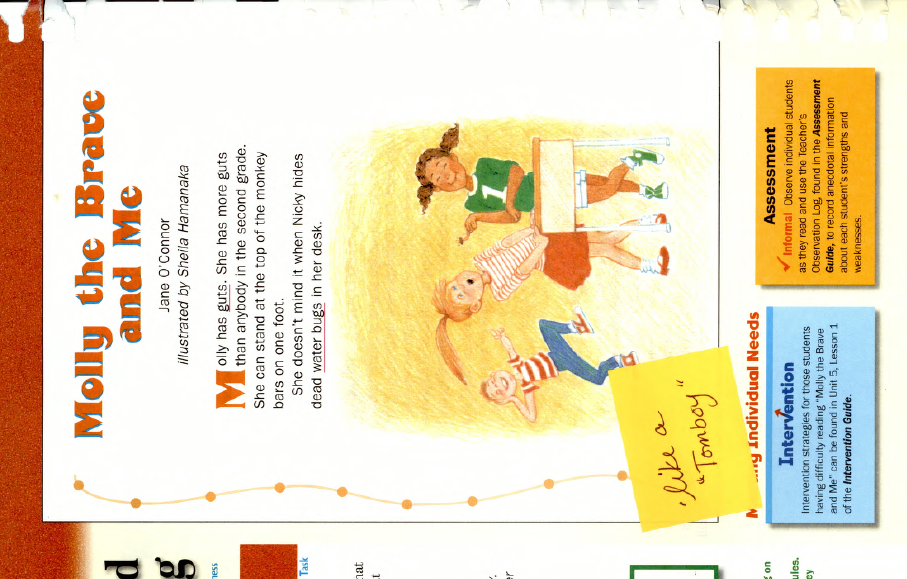 Molly the Brave
and Me
Jane O'Connor
Illustrated by Sheila Hamanaka
Molly has guts. She has more guts
than anybody in the second grade.
She can stand at the top of the monkey
bars on one foot.
She doesn't mind it when Nicky hides
dead water bugs in her desk.
1
"like a
"Tomboy"
Individual Needs
Intervention
Intervention strategies for those students
having difficulty reading "Molly the Brave
and Me" can be found in Unit 5, Lesson 1
of the Intervention Guide.
Assessment
✓ Informal Observe individual students
as they read and use the Teacher's
Observation Log, found in the Assessment
Guide, to record anecdotal information
about each student's strengths and
weaknesses.
Task